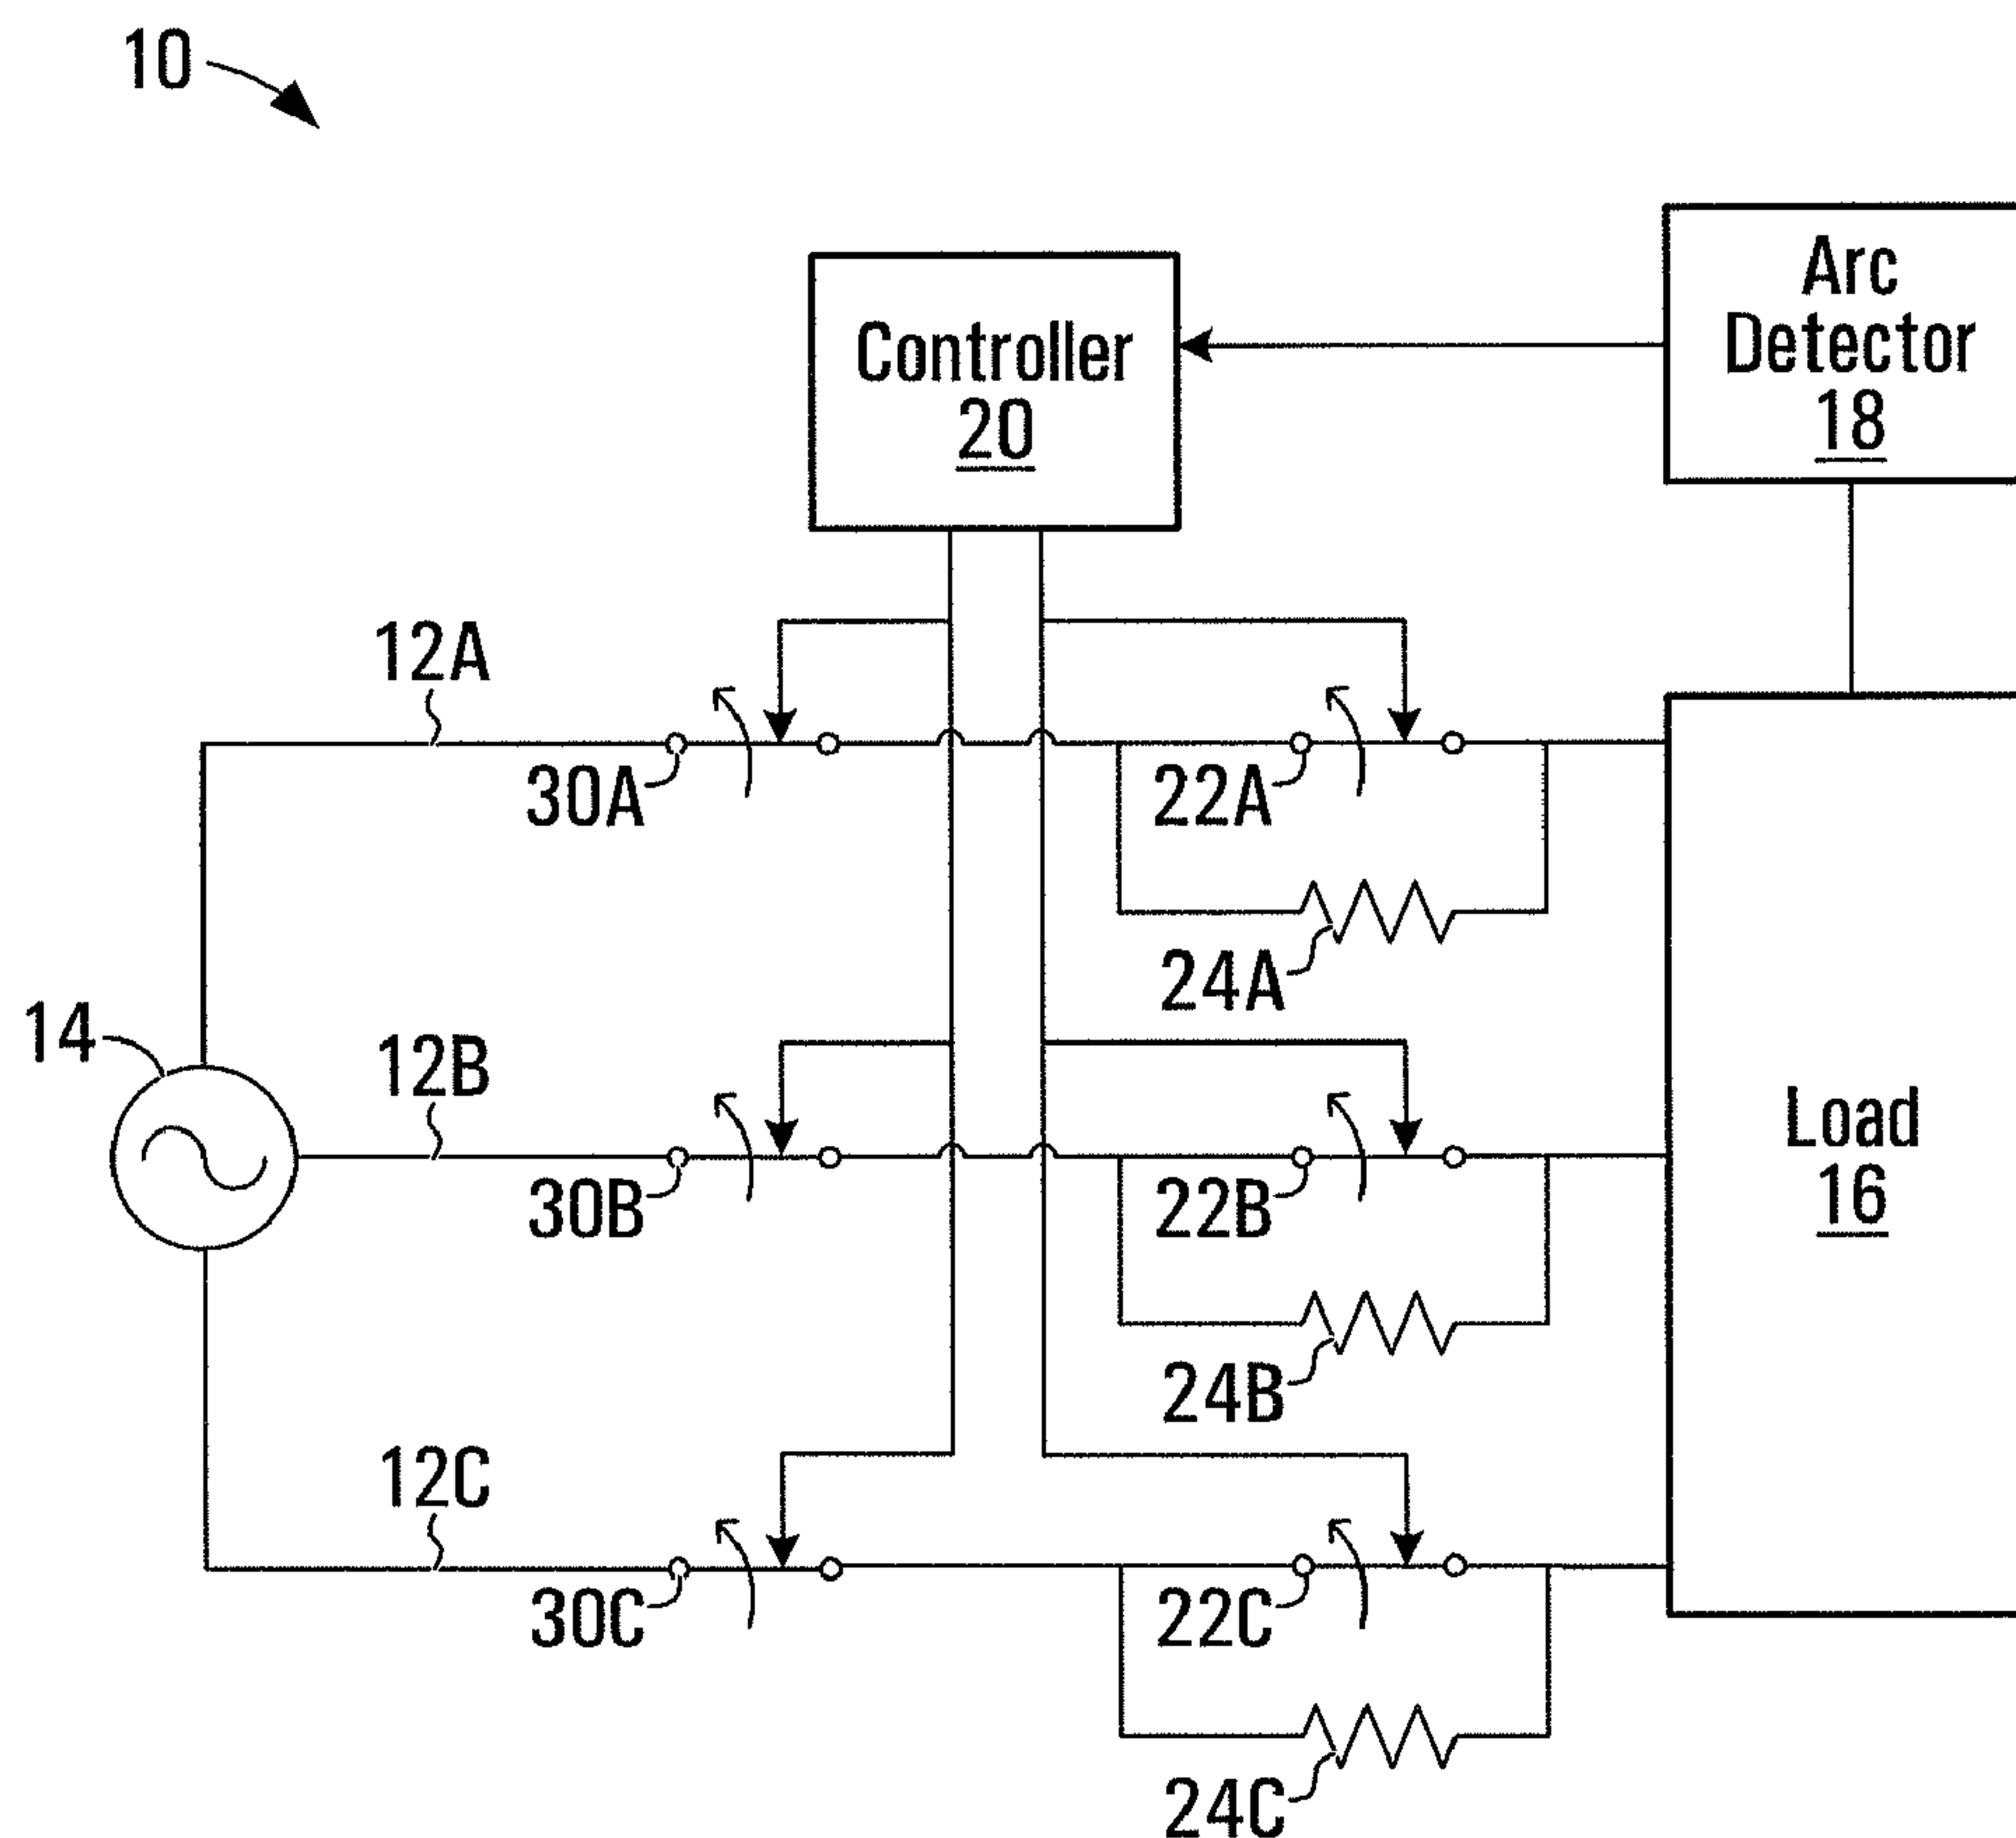 10
Controller
20
Arc
Detector
18
12A
30A
22A
24A
14
12B
30B
22B
24B
Load
16
12C
30C
22C
24C